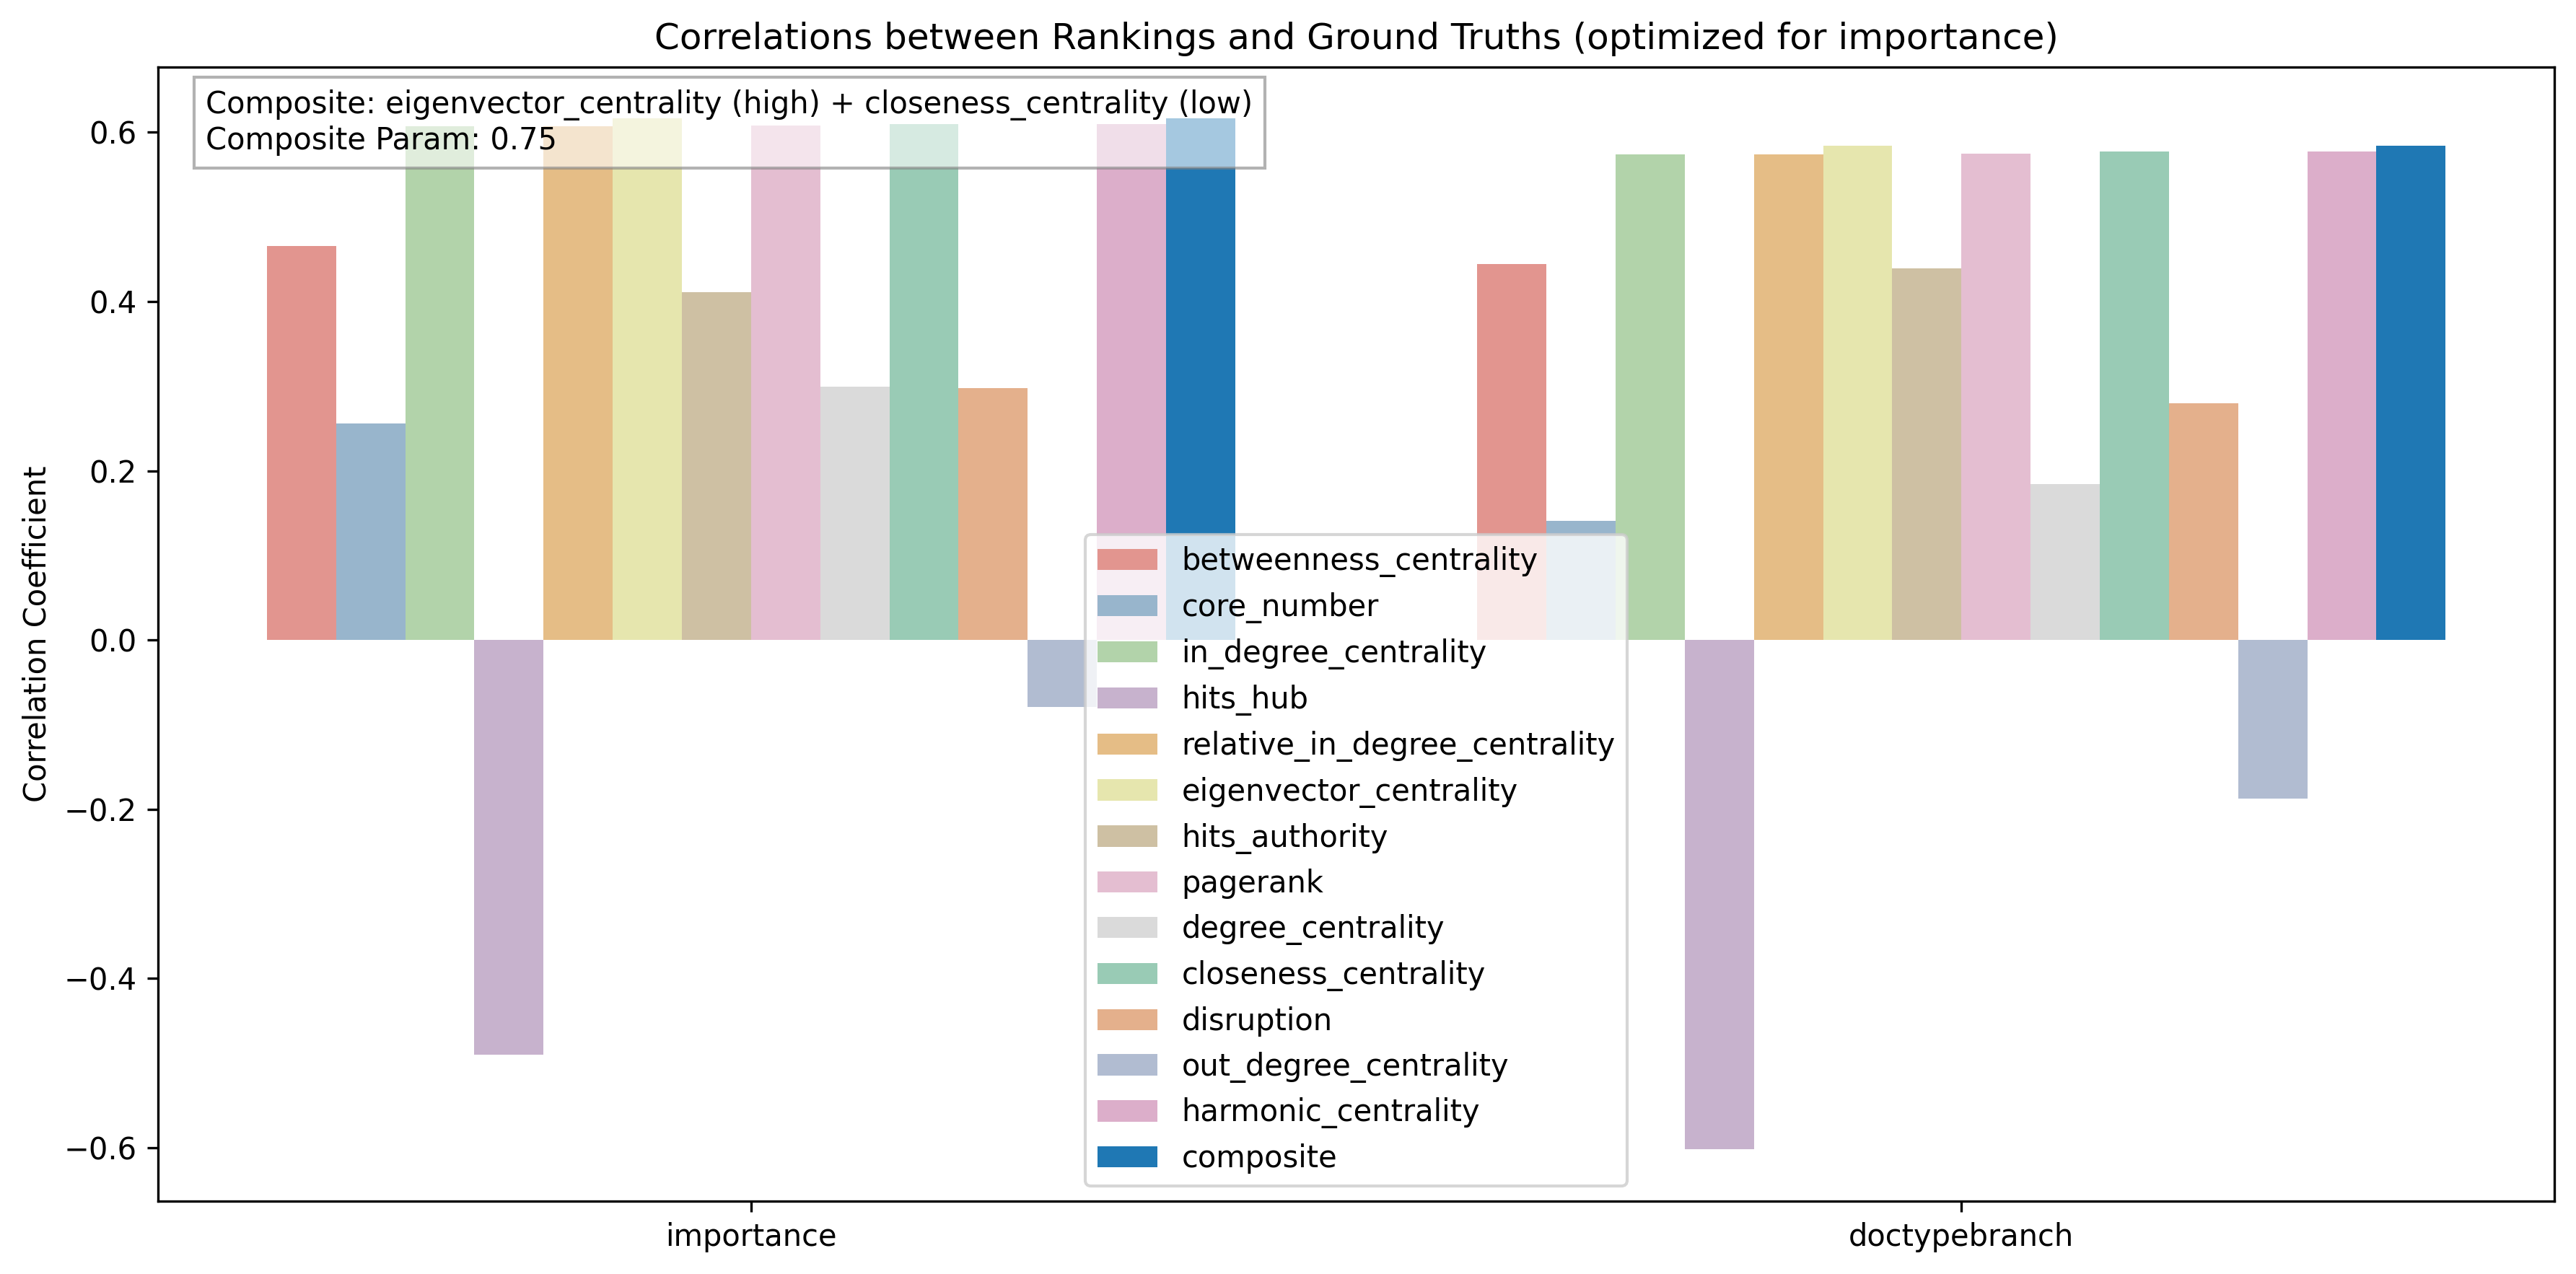 Correlations between Rankings and Ground Truths (optimized for importance)
Composite: eigenvector_centrality (high) + closeness_centrality (low)
Composite Param: 0.75
Correlation Coefficient
0.6
0.4
0.2
0.0
−0.2
−0.4
−0.6
betweenness_centrality
core_number
in_degree_centrality
hits_hub
relative_in_degree_centrality
eigenvector_centrality
hits_authority
pagerank
degree_centrality
closeness_centrality
disruption
out_degree_centrality
harmonic_centrality
composite
importance
doctypebranch